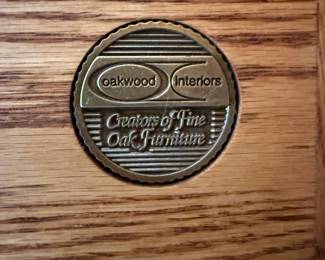 oakwood interiors
Creators of Fine
Oak Furniture